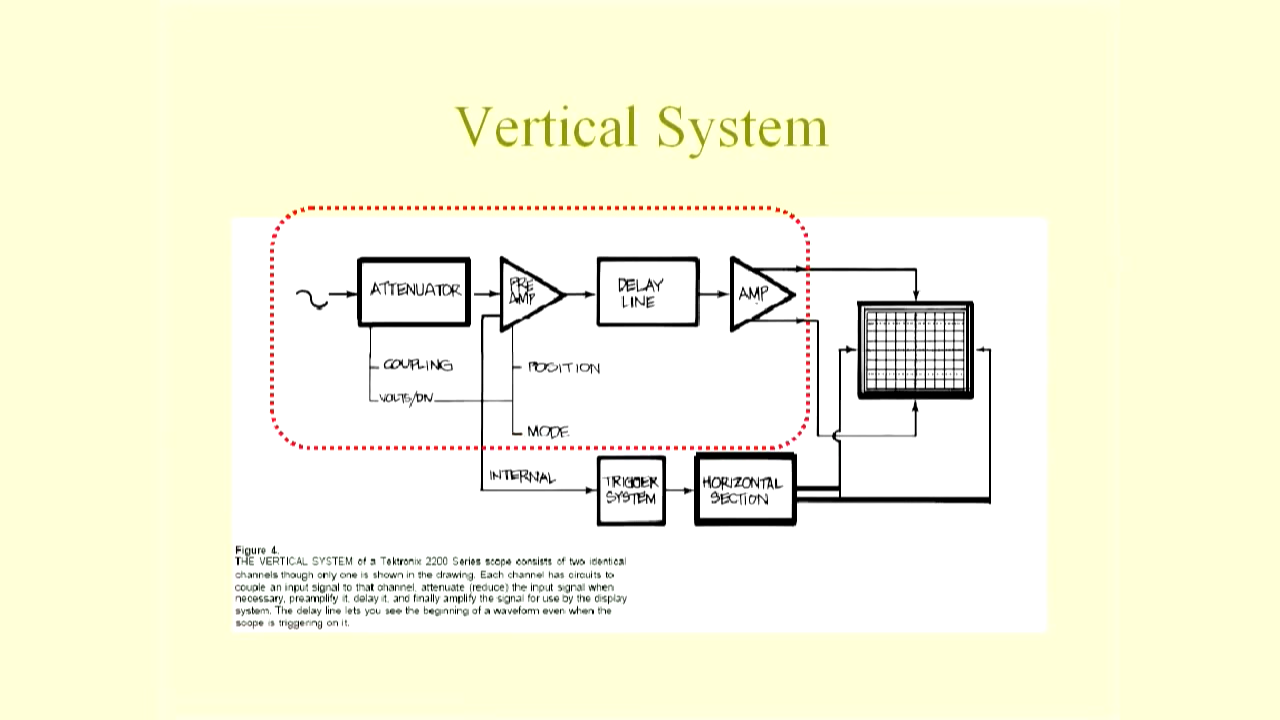 Vertical System
ATTENUATOR
PRE
AMP
DELAY
LINE
AMP
COUPLING
POSITION
VOLTS/DIV
MODE
INTERNAL
TRIGGER
SYSTEM
HORIZONTAL
SECTION
Figure 4.
THE VERTICAL SYSTEM of a Tektronix 2200 Series scope consists of two identical
channels though only one is shown in the drawing. Each channel has circuits to
couple an input signal to that channel, attenuate (reduce) the input signal when
necessary, preamplify it, delay it, and finally amplify the signal for use by the display
system. The delay line lets you see the beginning of a waveform even when the
scope is triggering on it.